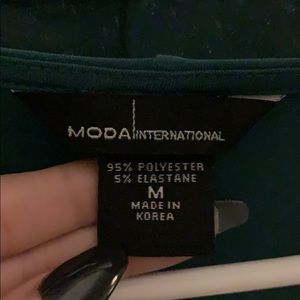 MODA INTERNATIONAL
95% POLYESTER
5% ELASTANE
M
MADE IN
KOREA